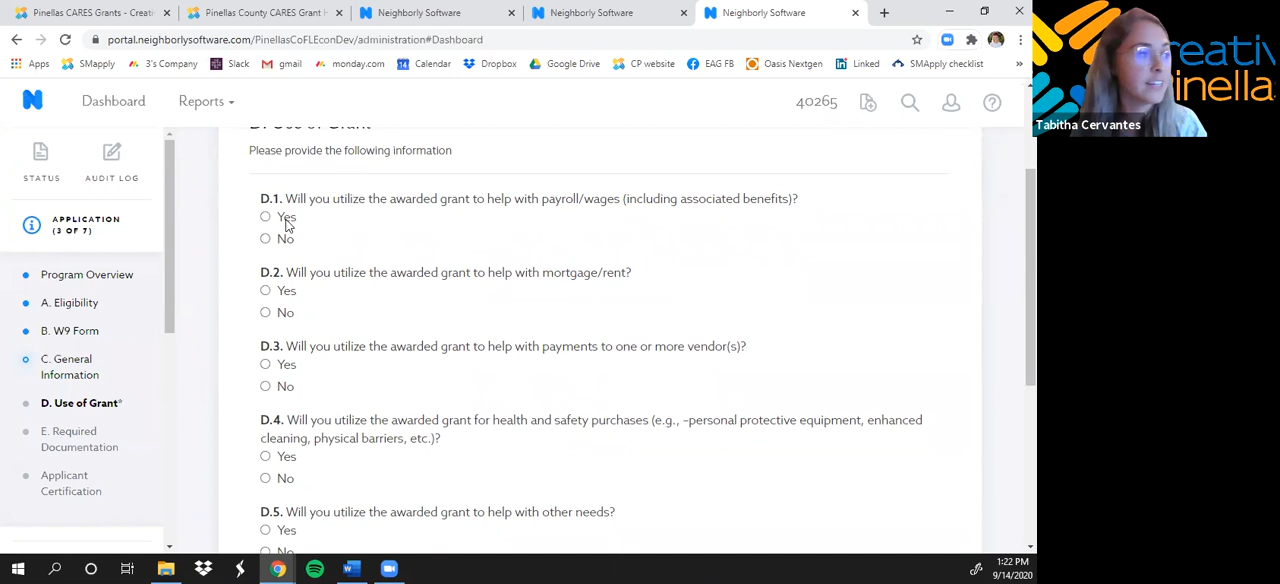 Pinellas CARES Grants - Creati
Pinellas County CARES Grant H
Neighborly Software
Neighborly Software
Neighborly Software
portal.neighborlysoftware.com/PinellasCoFLEconDev/administration#Dashboard
Apps
SMapply
3's Company
Slack
gmail
monday.com
Calendar
Dropbox
Google Drive
CP website
EAG FB
Oasis Nextgen
Linked
SMApply checklist
»
N
Dashboard
Reports
40265
STATUS
AUDIT LOG
APPLICATION
(3 OF 7)
Program Overview
A. Eligibility
B. W9 Form
C. General
Information
D. Use of Grant*
E. Required
Documentation
Applicant
Certification
D. Use of Grant
Please provide the following information
D.1. Will you utilize the awarded grant to help with payroll/wages (including associated benefits)?
Yes
No
D.2. Will you utilize the awarded grant to help with mortgage/rent?
Yes
No
D.3. Will you utilize the awarded grant to help with payments to one or more vendor(s)?
Yes
No
D.4. Will you utilize the awarded grant for health and safety purchases (e.g., -personal protective equipment, enhanced
cleaning, physical barriers, etc.)?
Yes
No
D.5. Will you utilize the awarded grant to help with other needs?
Yes
No
reativ
inella
Tabitha Cervantes
1:22 PM
9/14/2020